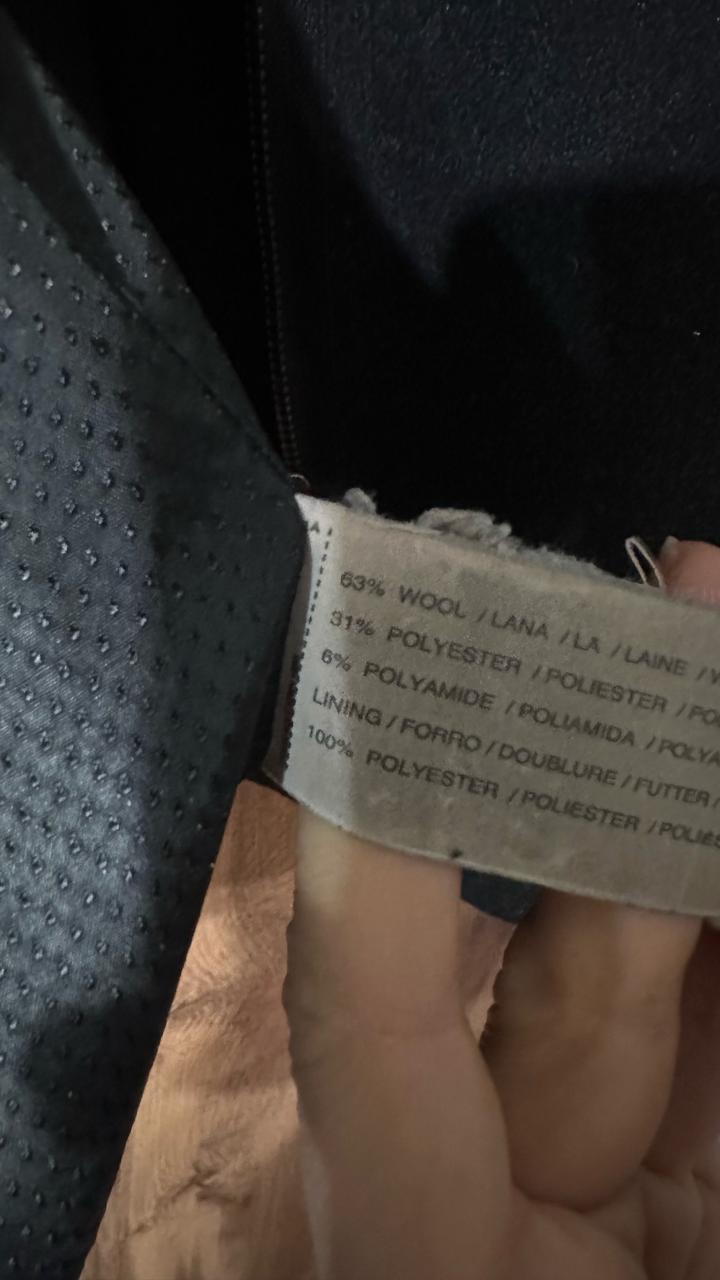 63% WOOL / LANA / LA / LAINE /
31% POLYESTER / POLIESTER /
6% POLYAMIDE / POLIAMIDA /
LINING / FORRO / DOUBLURE / FUTTER /
100% POLYESTER / POLIESTER /